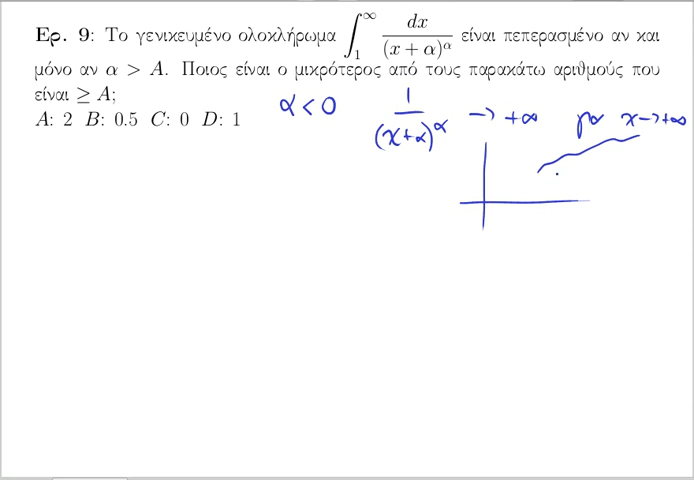 Ερ. 9: Το γενικευμένο ολοκλήρωμα ∫_1^∞ dx/(x + α)^α είναι πεπερασμένο αν και
μόνο αν α > A. Ποιος είναι ο μικρότερος από τους παρακάτω αριθμούς που
είναι ≥ A;
A: 2 B: 0.5 C: 0 D: 1
α < 0 1/(x+α)^α → +∞ για x→+∞